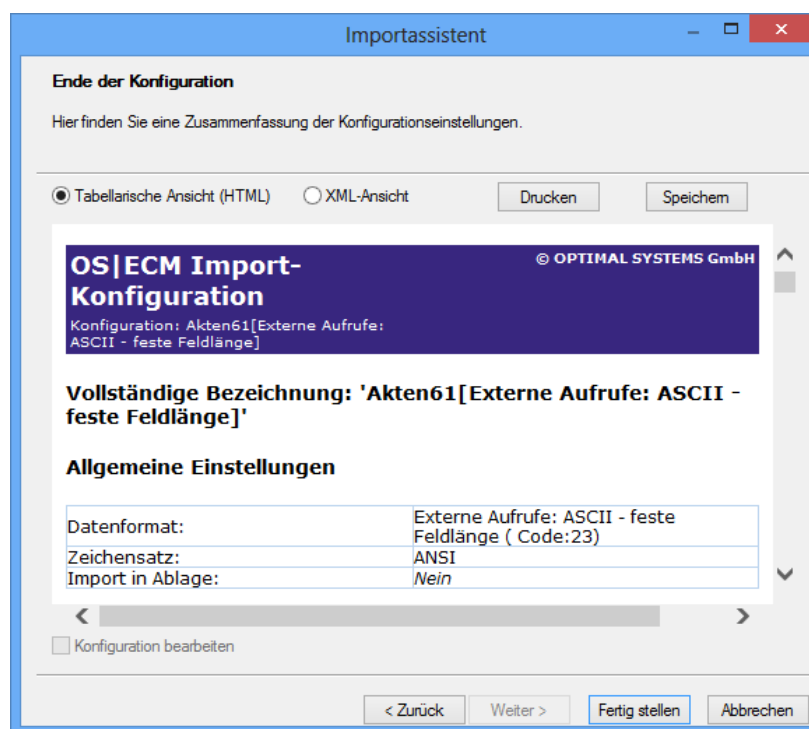 Importassistent
Ende der Konfiguration
Hier finden Sie eine Zusammenfassung der Konfigurationseinstellungen.
Tabellarische Ansicht (HTML) XML-Ansicht Drucken Speichern
OS|ECM Import-
Konfiguration
© OPTIMAL SYSTEMS GmbH
Konfiguration: Akten61[Externe Aufrufe:
ASCII - feste Feldlänge]
Vollständige Bezeichnung: 'Akten61[Externe Aufrufe: ASCII -
feste Feldlänge]'
Allgemeine Einstellungen
Datenformat: Externe Aufrufe: ASCII - feste
Feldlänge ( Code:23)
Zeichensatz: ANSI
Import in Ablage: Nein
Konfiguration bearbeiten
< Zurück Weiter > Fertig stellen Abbrechen